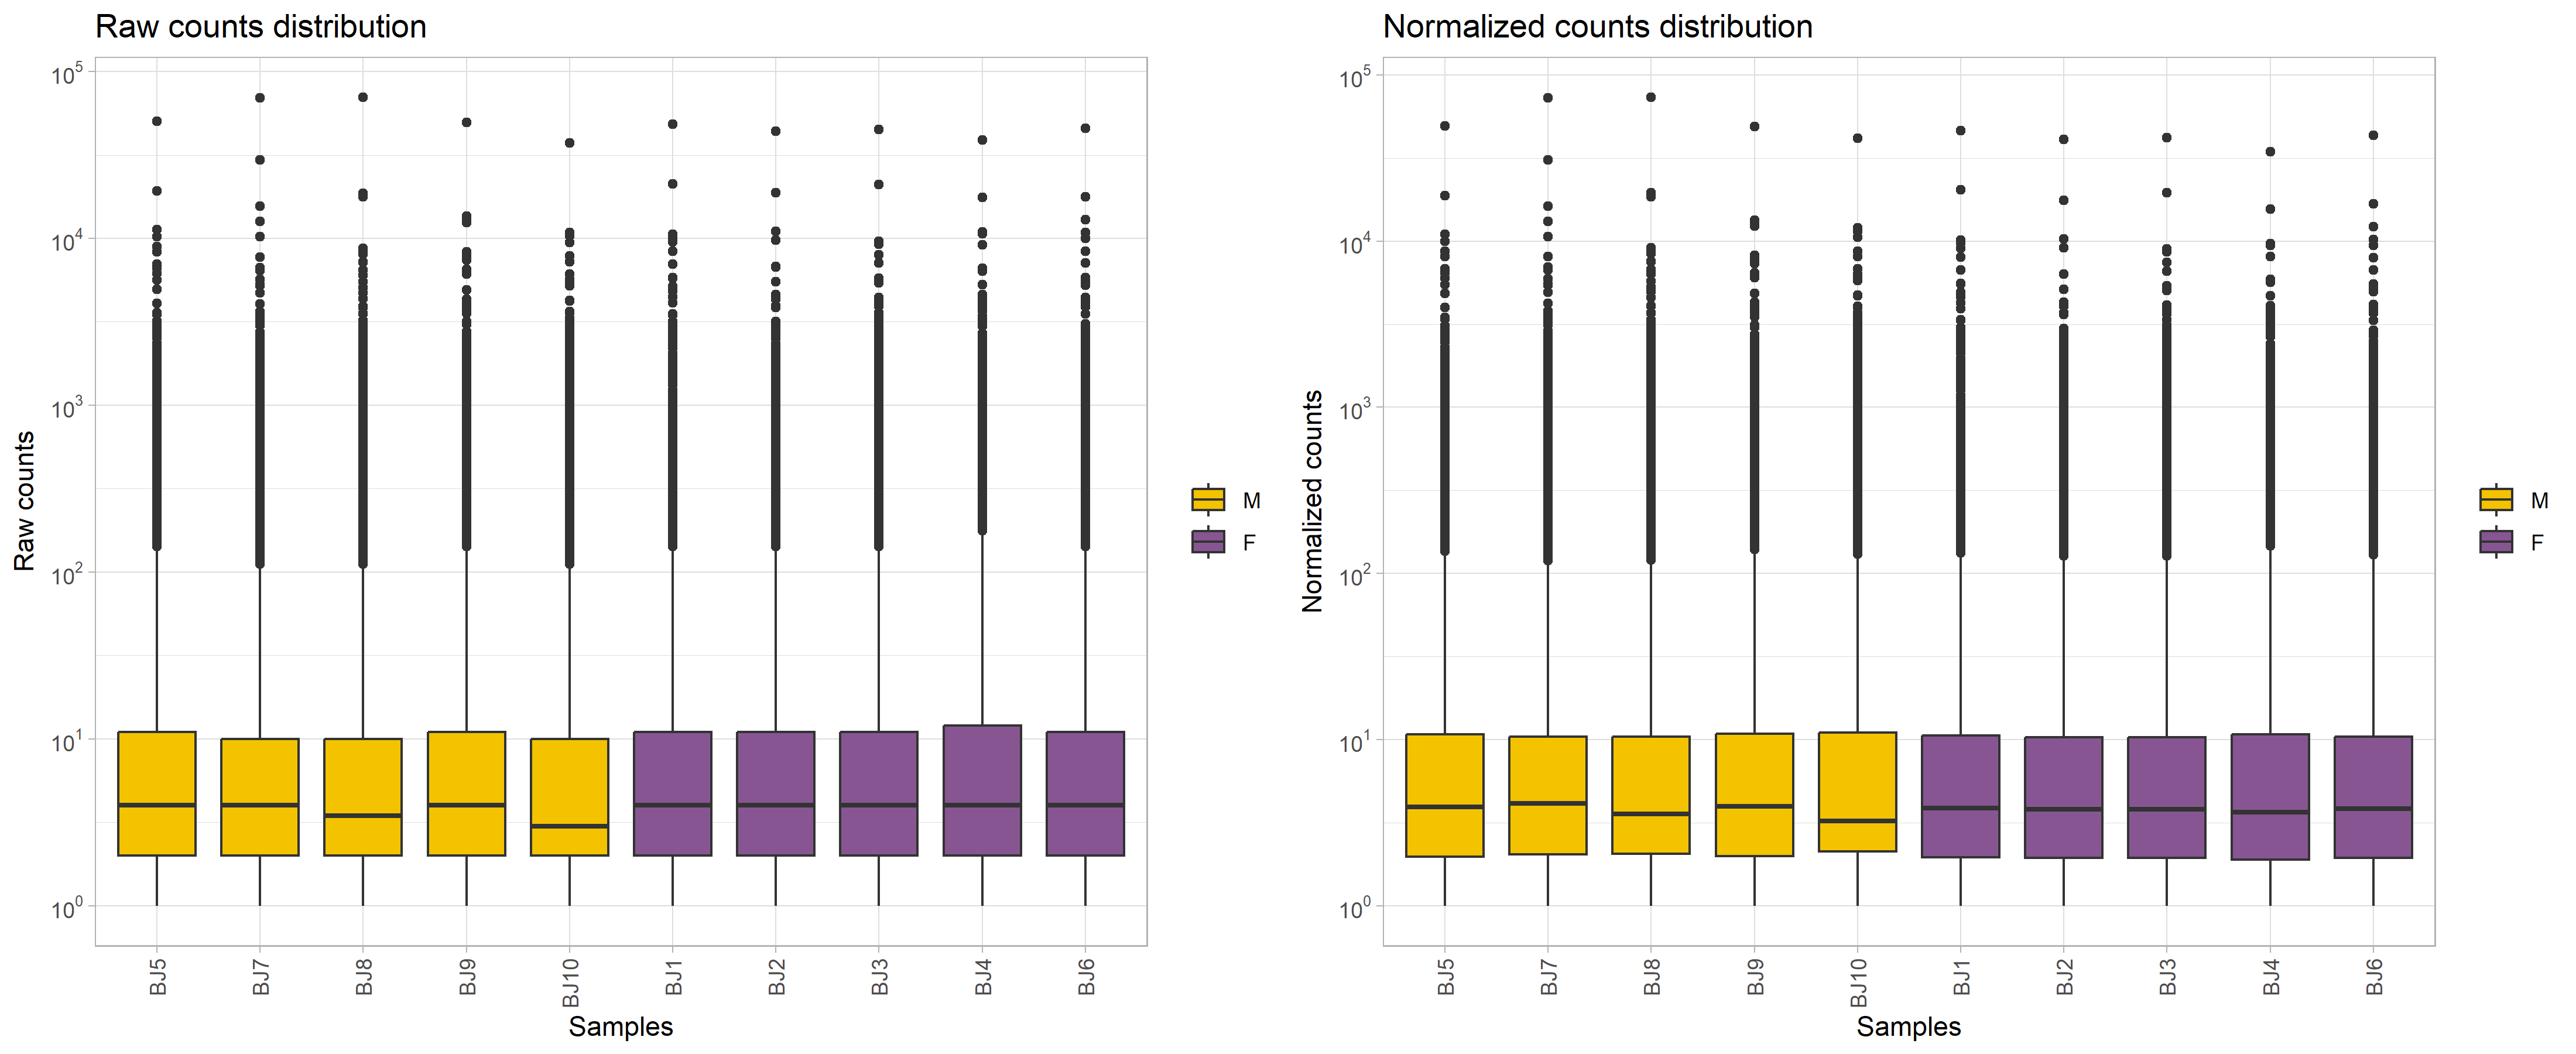 Raw counts distribution
Raw counts
10^5
10^4
10^3
10^2
10^1
10^0
BJ5
BJ7
BJ8
BJ9
BJ10
BJ1
BJ2
BJ3
BJ4
BJ6
Samples
M
F
Normalized counts distribution
Normalized counts
10^5
10^4
10^3
10^2
10^1
10^0
BJ5
BJ7
BJ8
BJ9
BJ10
BJ1
BJ2
BJ3
BJ4
BJ6
Samples
M
F